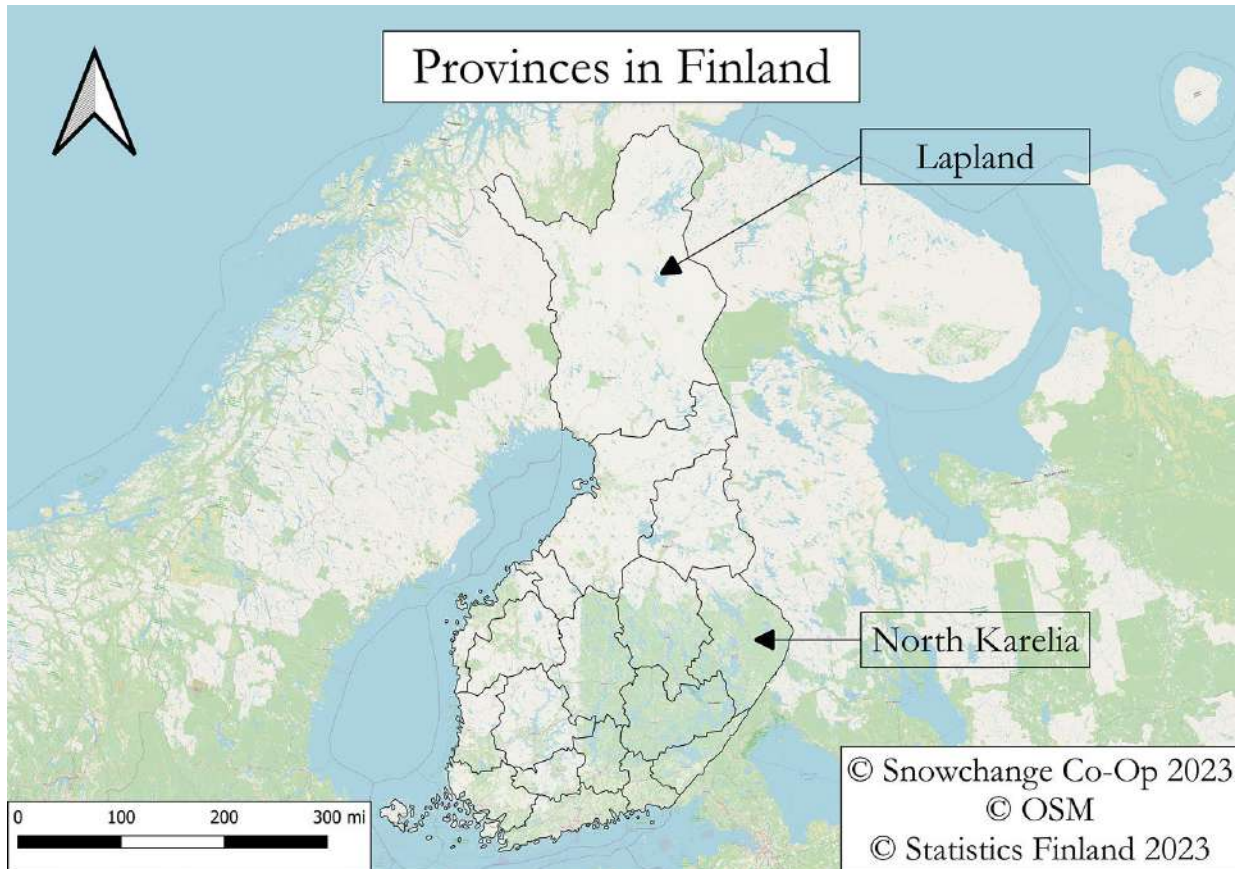 Provinces in Finland
Lapland
North Karelia
© Snowchange Co-Op 2023
© OSM
© Statistics Finland 2023
0 100 200 300 mi